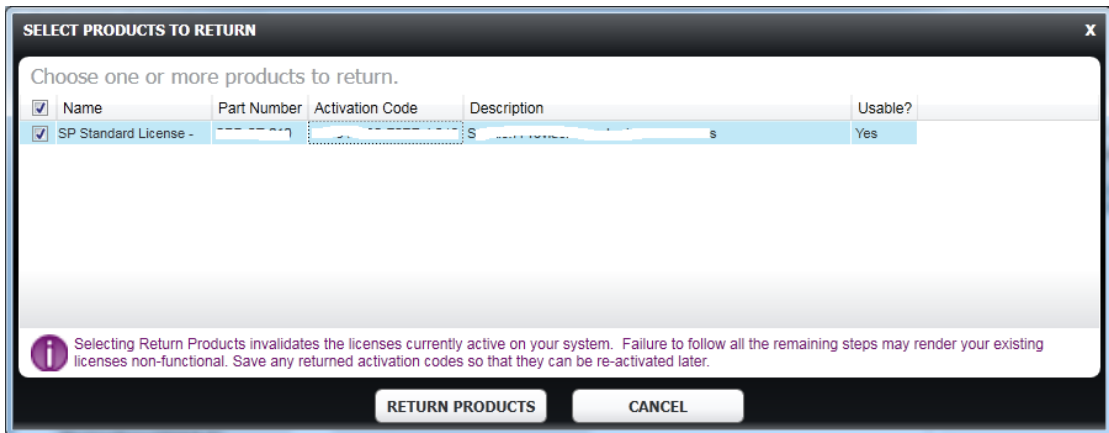 SELECT PRODUCTS TO RETURN X
Choose one or more products to return.
Name Part Number Activation Code Description Usable?
SP Standard License - S s Yes
Selecting Return Products invalidates the licenses currently active on your system. Failure to follow all the remaining steps may render your existing
licenses non-functional. Save any returned activation codes so that they can be re-activated later.
RETURN PRODUCTS CANCEL